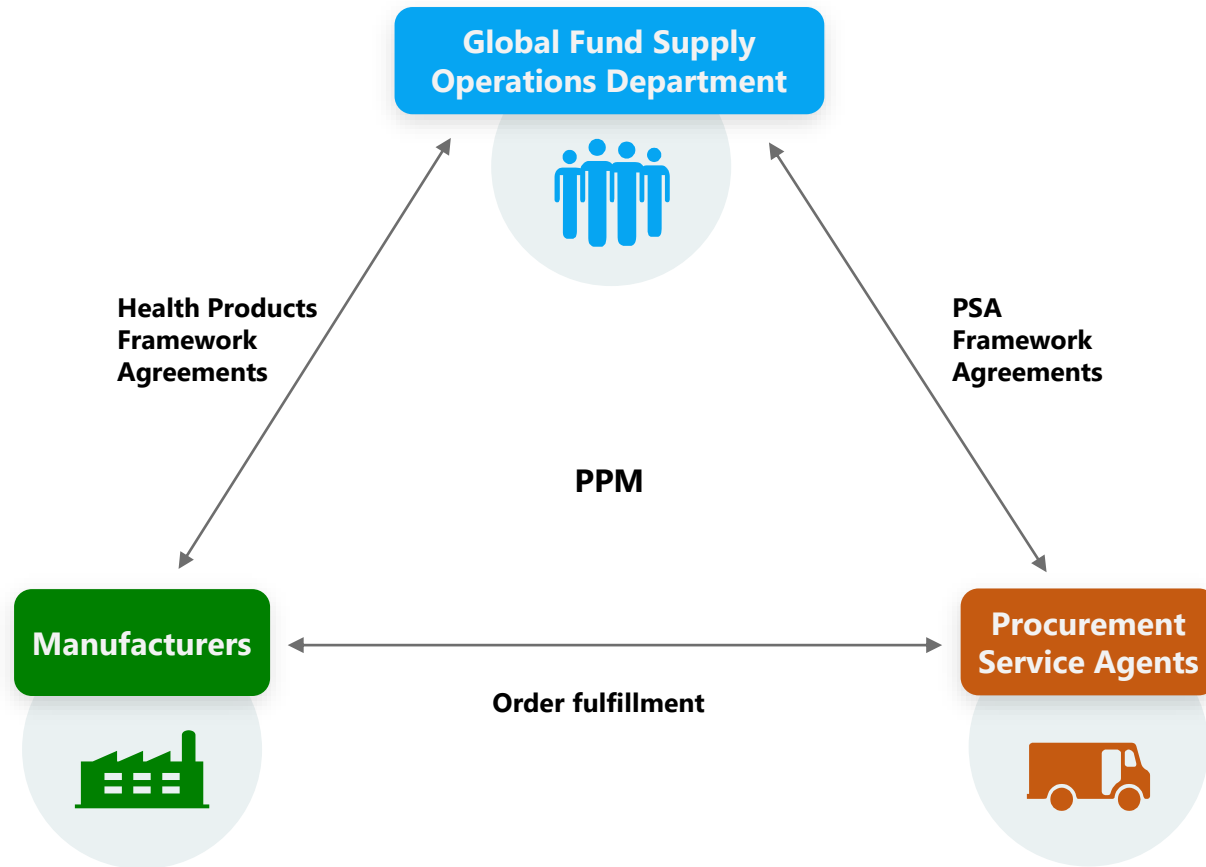 Global Fund Supply
Operations Department
Health Products
Framework
Agreements
PSA
Framework
Agreements
PPM
Manufacturers
Procurement
Service Agents
Order fulfillment